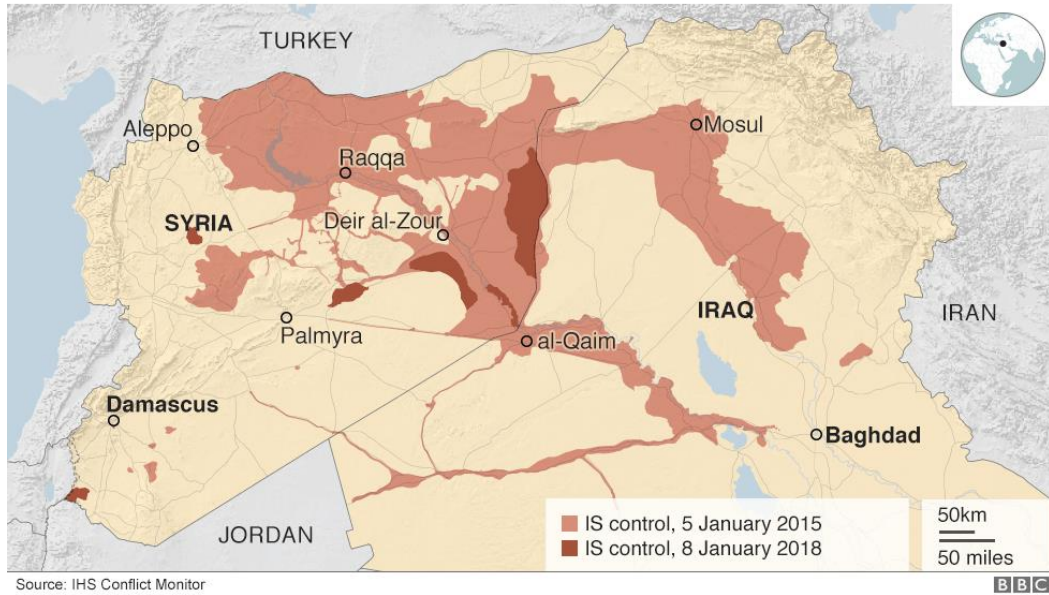 TURKEY
Aleppo
Mosul
Raqqa
SYRIA
Deir al-Zour
IRAQ
IRAN
Palmyra
al-Qaim
Damascus
Baghdad
JORDAN
IS control, 5 January 2015
IS control, 8 January 2018
50km
50 miles
Source: IHS Conflict Monitor
BBC